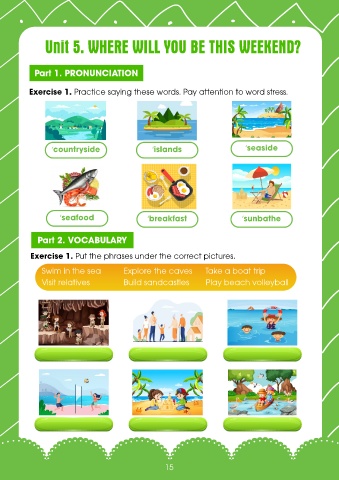 Unit 5. WHERE WILL YOU BE THIS WEEKEND?
Part 1. PRONUNCIATION
Exercise 1. Practice saying these words. Pay attention to word stress.
'countryside 'islands 'seaside
'seafood 'breakfast 'sunbathe
Part 2. VOCABULARY
Exercise 1. Put the phrases under the correct pictures.
Swim in the sea Explore the caves Take a boat trip
Visit relatives Build sandcastles Play beach volleyball
15